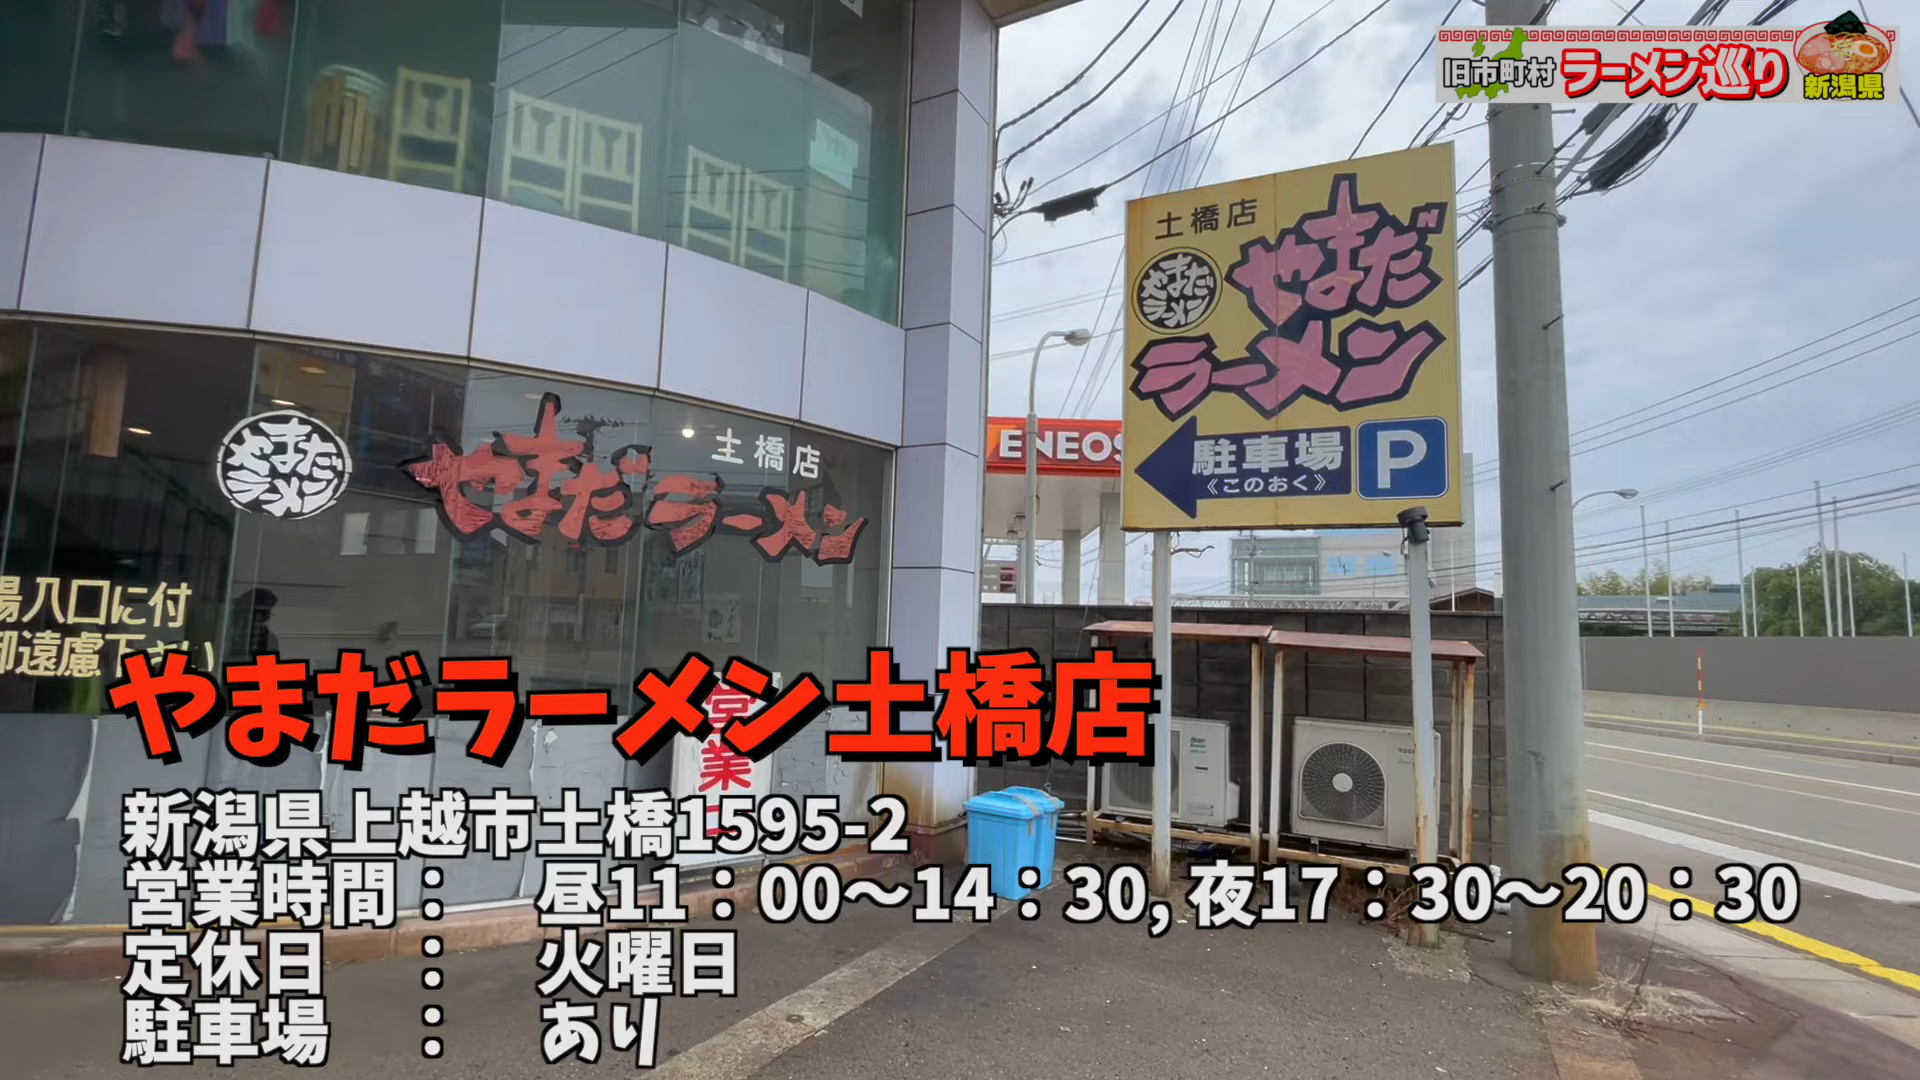 旧市町村 ラーメン巡り 新潟県
土橋店
やまだ
ラーメン
やまだ
ラーメン
駐車場 P
《このおく》
ENEOS
土橋店
やまだ
ラーメン
やまだラーメン
場入口に付
御遠慮下さい
営業
やまだラーメン土橋店
新潟県上越市土橋1595-2
営業時間： 昼11：00～14：30, 夜17：30～20：30
定休日 ： 火曜日
駐車場 ： あり